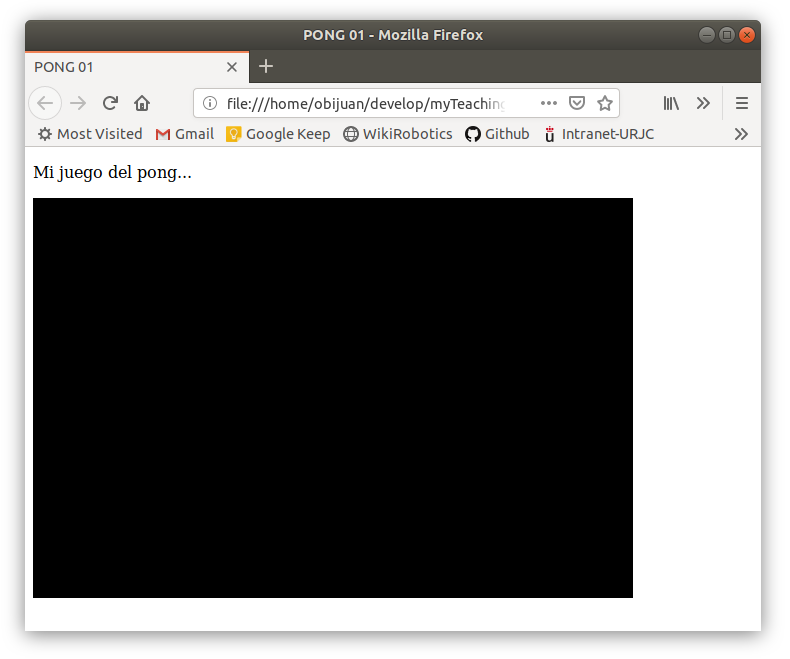 PONG 01 - Mozilla Firefox
PONG 01
file:///home/obijuan/develop/myTeaching
Most Visited Gmail Google Keep WikiRobotics Github Intranet-URJC
Mi juego del pong...